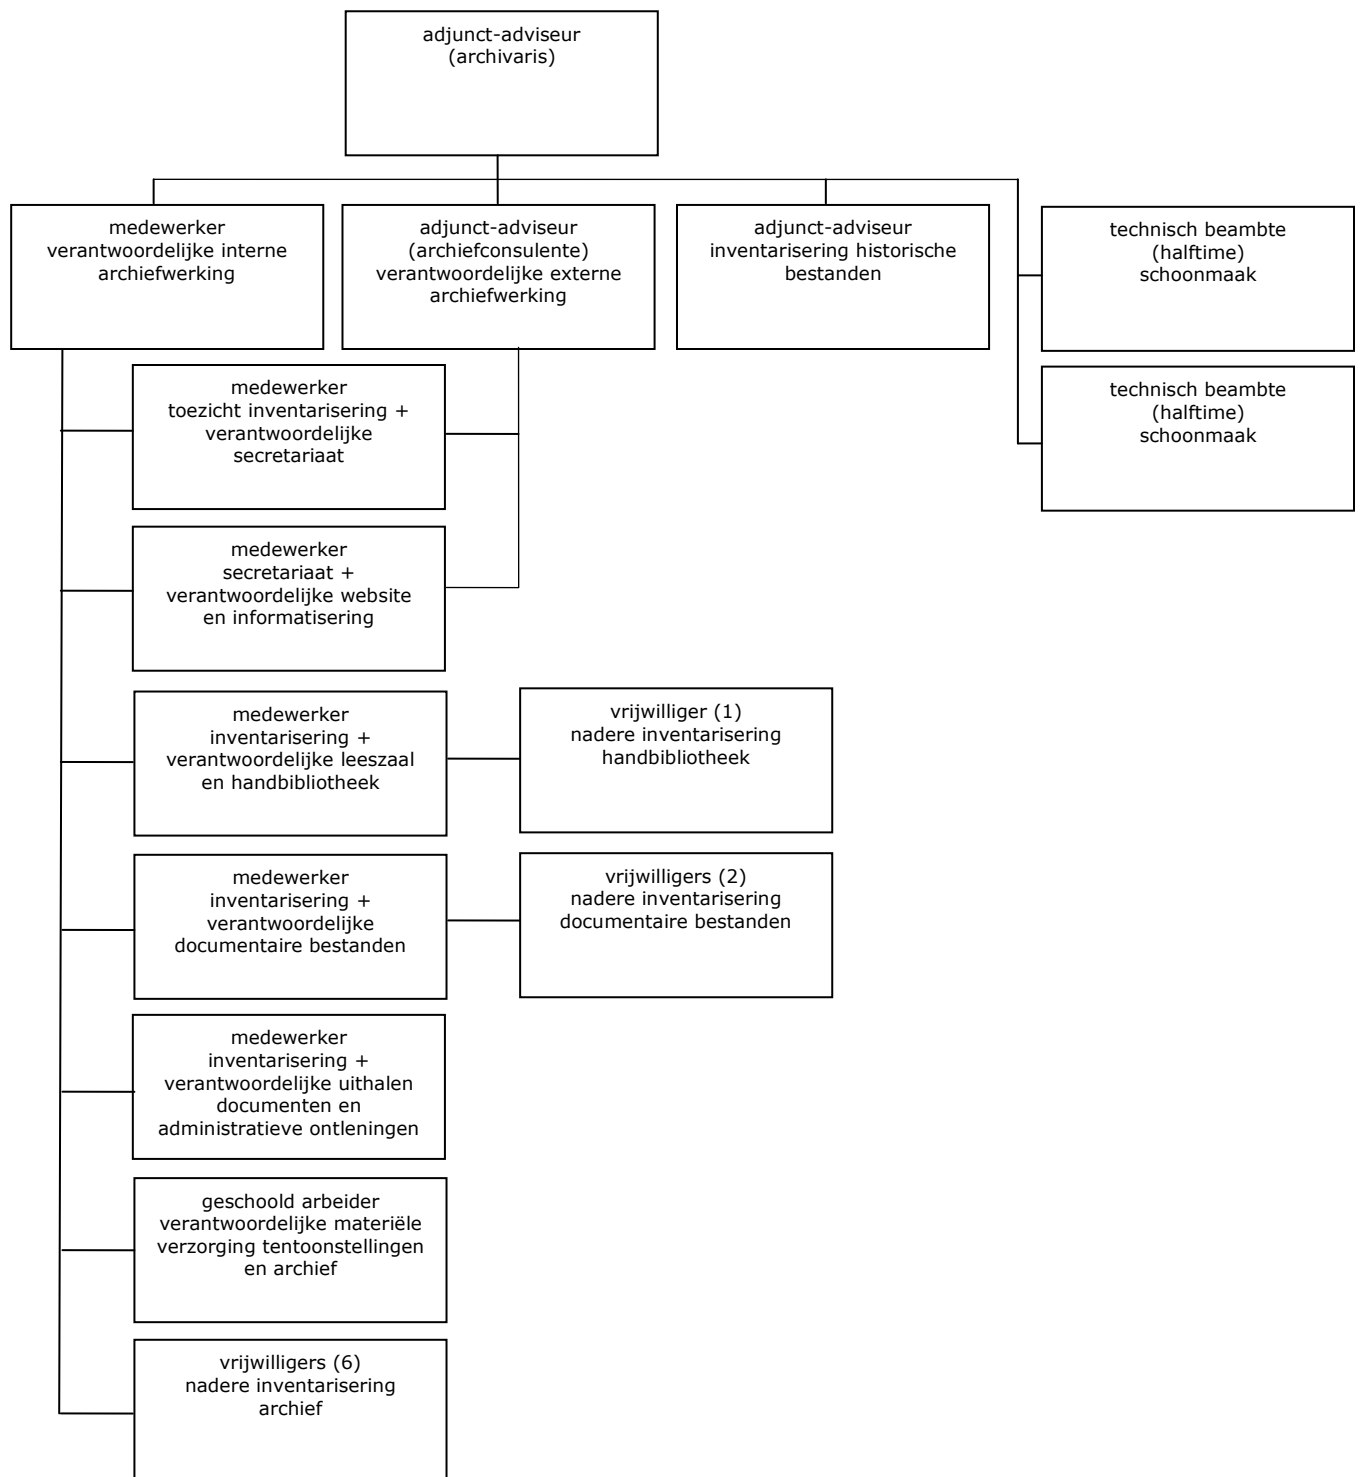 adjunct-adviseur
(archivaris)
medewerker
verantwoordelijke interne
archiefwerking
adjunct-adviseur
(archiefconsulente)
verantwoordelijke externe
archiefwerking
adjunct-adviseur
inventarisering historische
bestanden
technisch beambte
(halftime)
schoonmaak
medewerker
toezicht inventarisering +
verantwoordelijke
secretariaat
technisch beambte
(halftime)
schoonmaak
medewerker
secretariaat +
verantwoordelijke website
en informatisering
medewerker
inventarisering +
verantwoordelijke leeszaal
en handbibliotheek
vrijwilliger (1)
nadere inventarisering
handbibliotheek
medewerker
inventarisering +
verantwoordelijke
documentaire bestanden
vrijwilligers (2)
nadere inventarisering
documentaire bestanden
medewerker
inventarisering +
verantwoordelijke uithalen
documenten en
administratieve ontleningen
geschoold arbeider
verantwoordelijke materiële
verzorging tentoonstellingen
en archief
vrijwilligers (6)
nadere inventarisering
archief